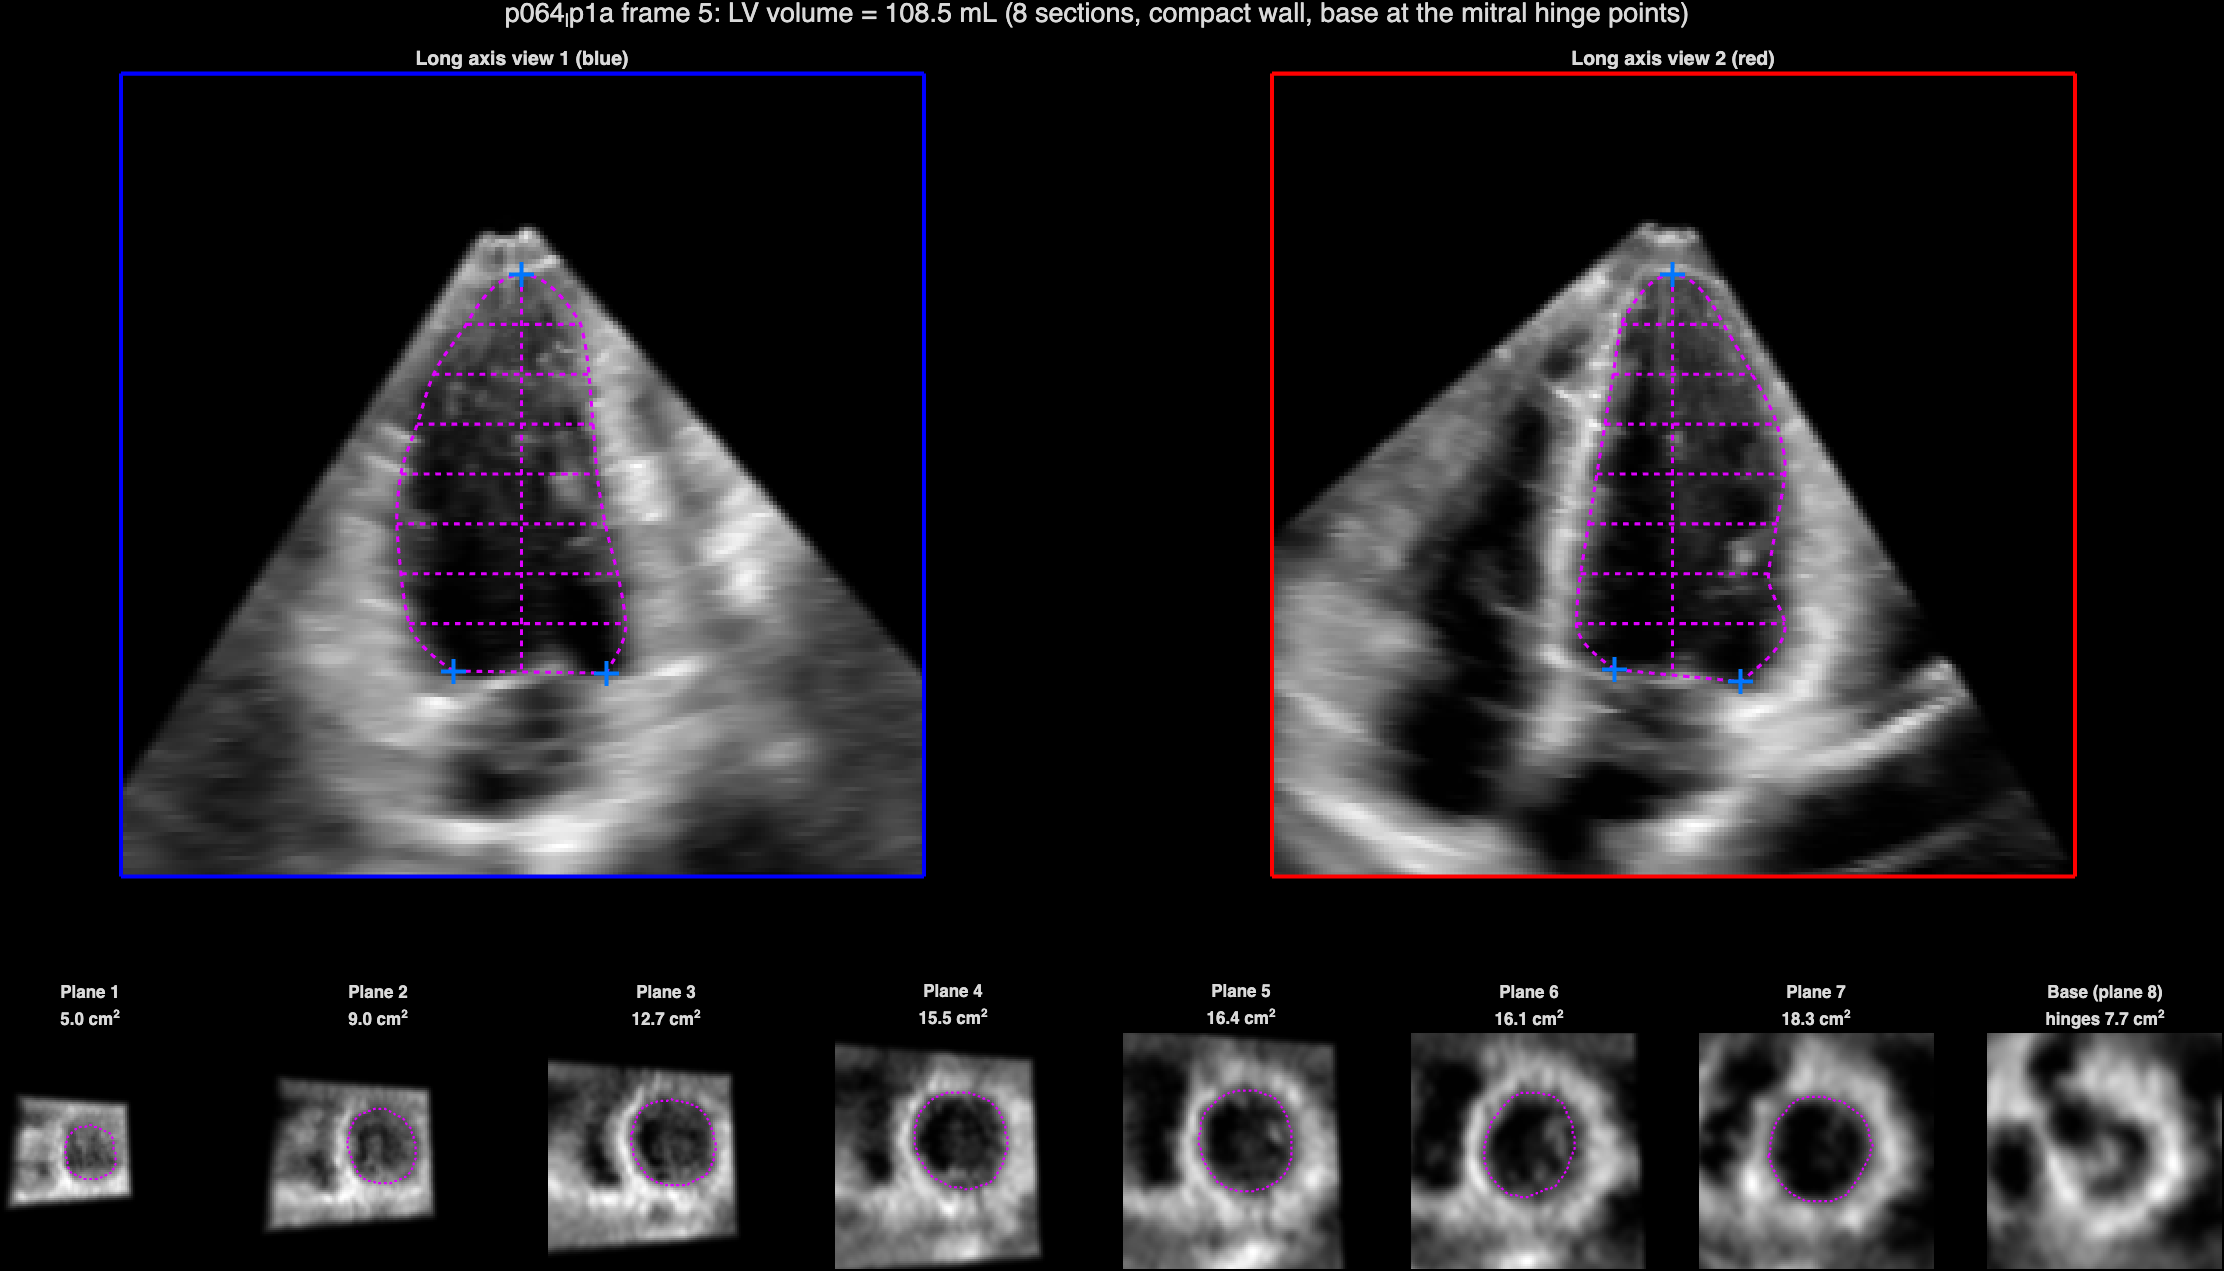 p064ₗp1a frame 5: LV volume = 108.5 mL (8 sections, compact wall, base at the mitral hinge points)
Long axis view 1 (blue)
Long axis view 2 (red)
Plane 1
5.0 cm²
Plane 2
9.0 cm²
Plane 3
12.7 cm²
Plane 4
15.5 cm²
Plane 5
16.4 cm²
Plane 6
16.1 cm²
Plane 7
18.3 cm²
Base (plane 8)
hinges 7.7 cm²